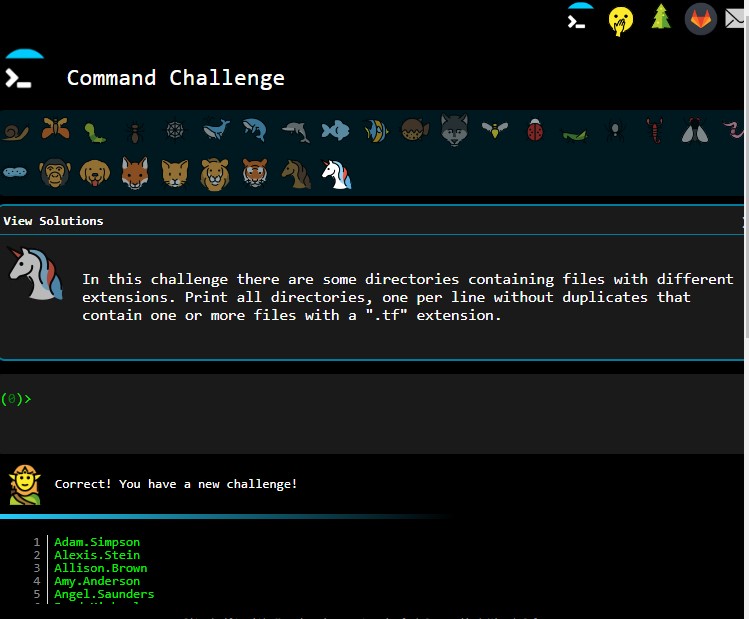 Command Challenge
View Solutions
In this challenge there are some directories containing files with different
extensions. Print all directories, one per line without duplicates that
contain one or more files with a ".tf" extension.
(0)>
Correct! You have a new challenge!
1 Adam.Simpson
2 Alexis.Stein
3 Allison.Brown
4 Amy.Anderson
5 Angel.Saunders